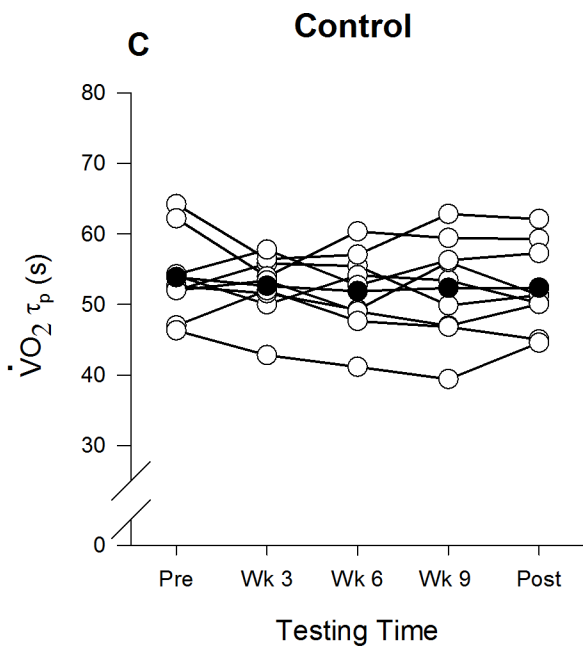 Control
C
80
70
60
50
40
30
0
V̇O₂ τₚ (s)
Pre Wk 3 Wk 6 Wk 9 Post
Testing Time